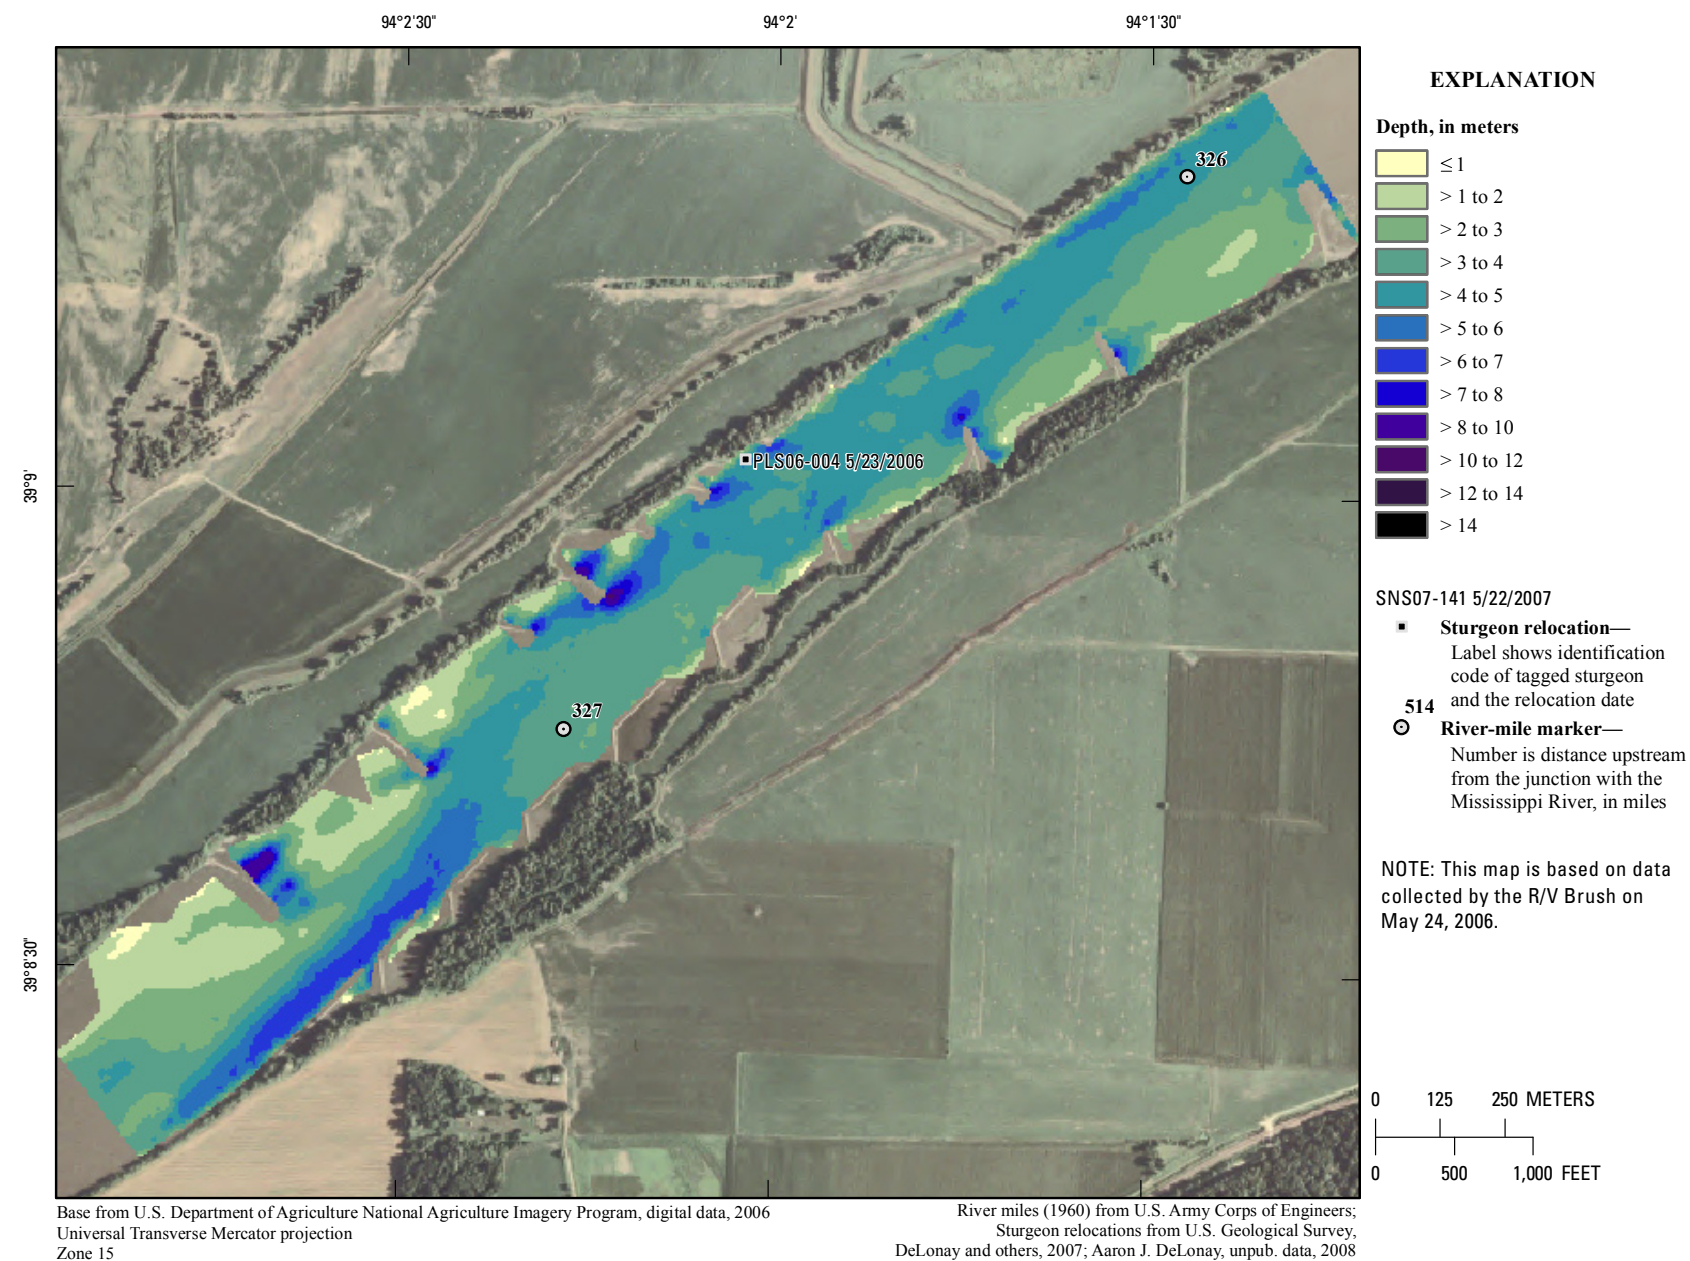 94°2'30"
94°2'
94°1'30"
39°9'
39°8'30"
326
PLS06-004 5/23/2006
327
EXPLANATION
Depth, in meters
≤ 1
> 1 to 2
> 2 to 3
> 3 to 4
> 4 to 5
> 5 to 6
> 6 to 7
> 7 to 8
> 8 to 10
> 10 to 12
> 12 to 14
> 14
SNS07-141 5/22/2007
Sturgeon relocation—
Label shows identification
code of tagged sturgeon
and the relocation date
514
River-mile marker—
Number is distance upstream
from the junction with the
Mississippi River, in miles
NOTE: This map is based on data
collected by the R/V Brush on
May 24, 2006.
0 125 250 METERS
0 500 1,000 FEET
Base from U.S. Department of Agriculture National Agriculture Imagery Program, digital data, 2006
Universal Transverse Mercator projection
Zone 15
River miles (1960) from U.S. Army Corps of Engineers;
Sturgeon relocations from U.S. Geological Survey,
DeLonay and others, 2007; Aaron J. DeLonay, unpub. data, 2008